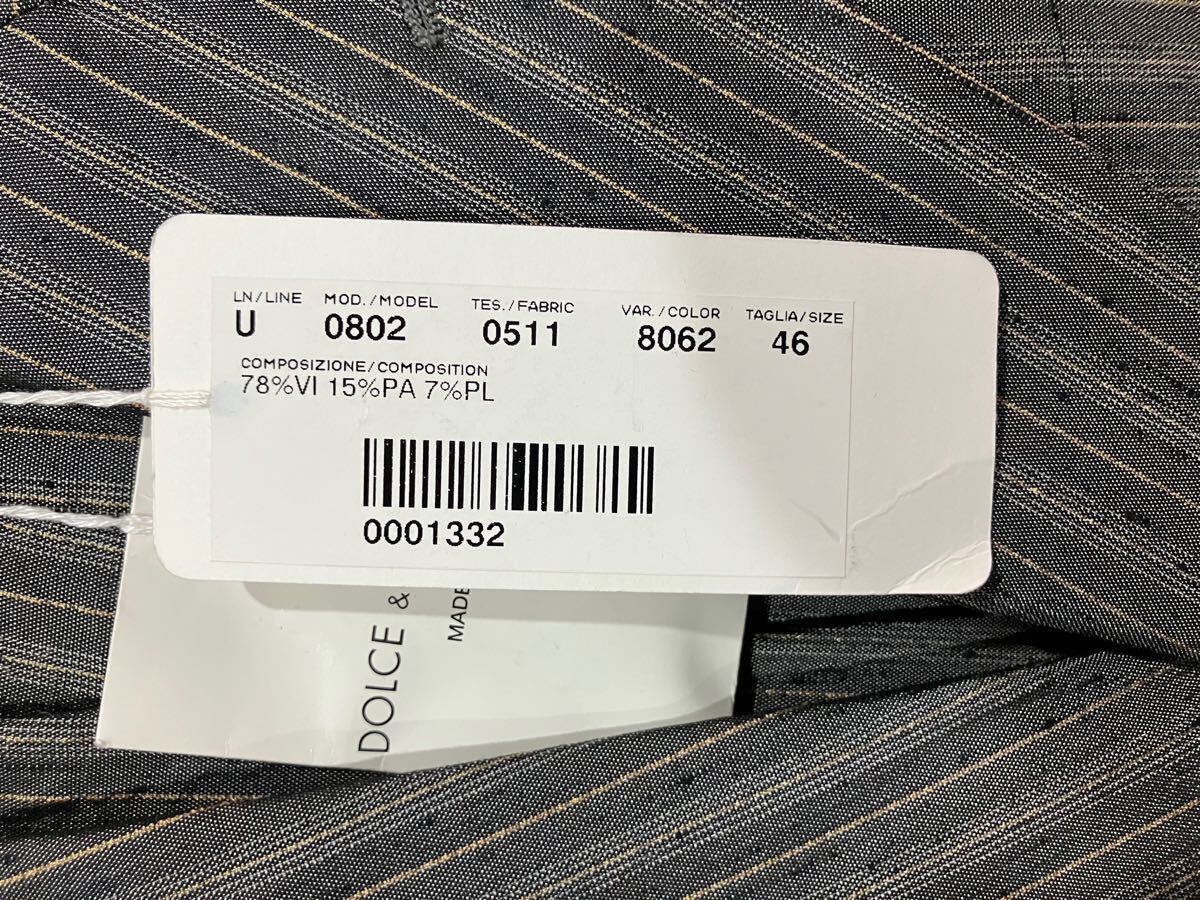 LN/LINE MOD./MODEL TES./FABRIC VAR./COLOR TAGLIA/SIZE
U 0802 0511 8062 46
COMPOSIZIONE/COMPOSITION
78%VI 15%PA 7%PL
0001332
DOLCE &
MADE